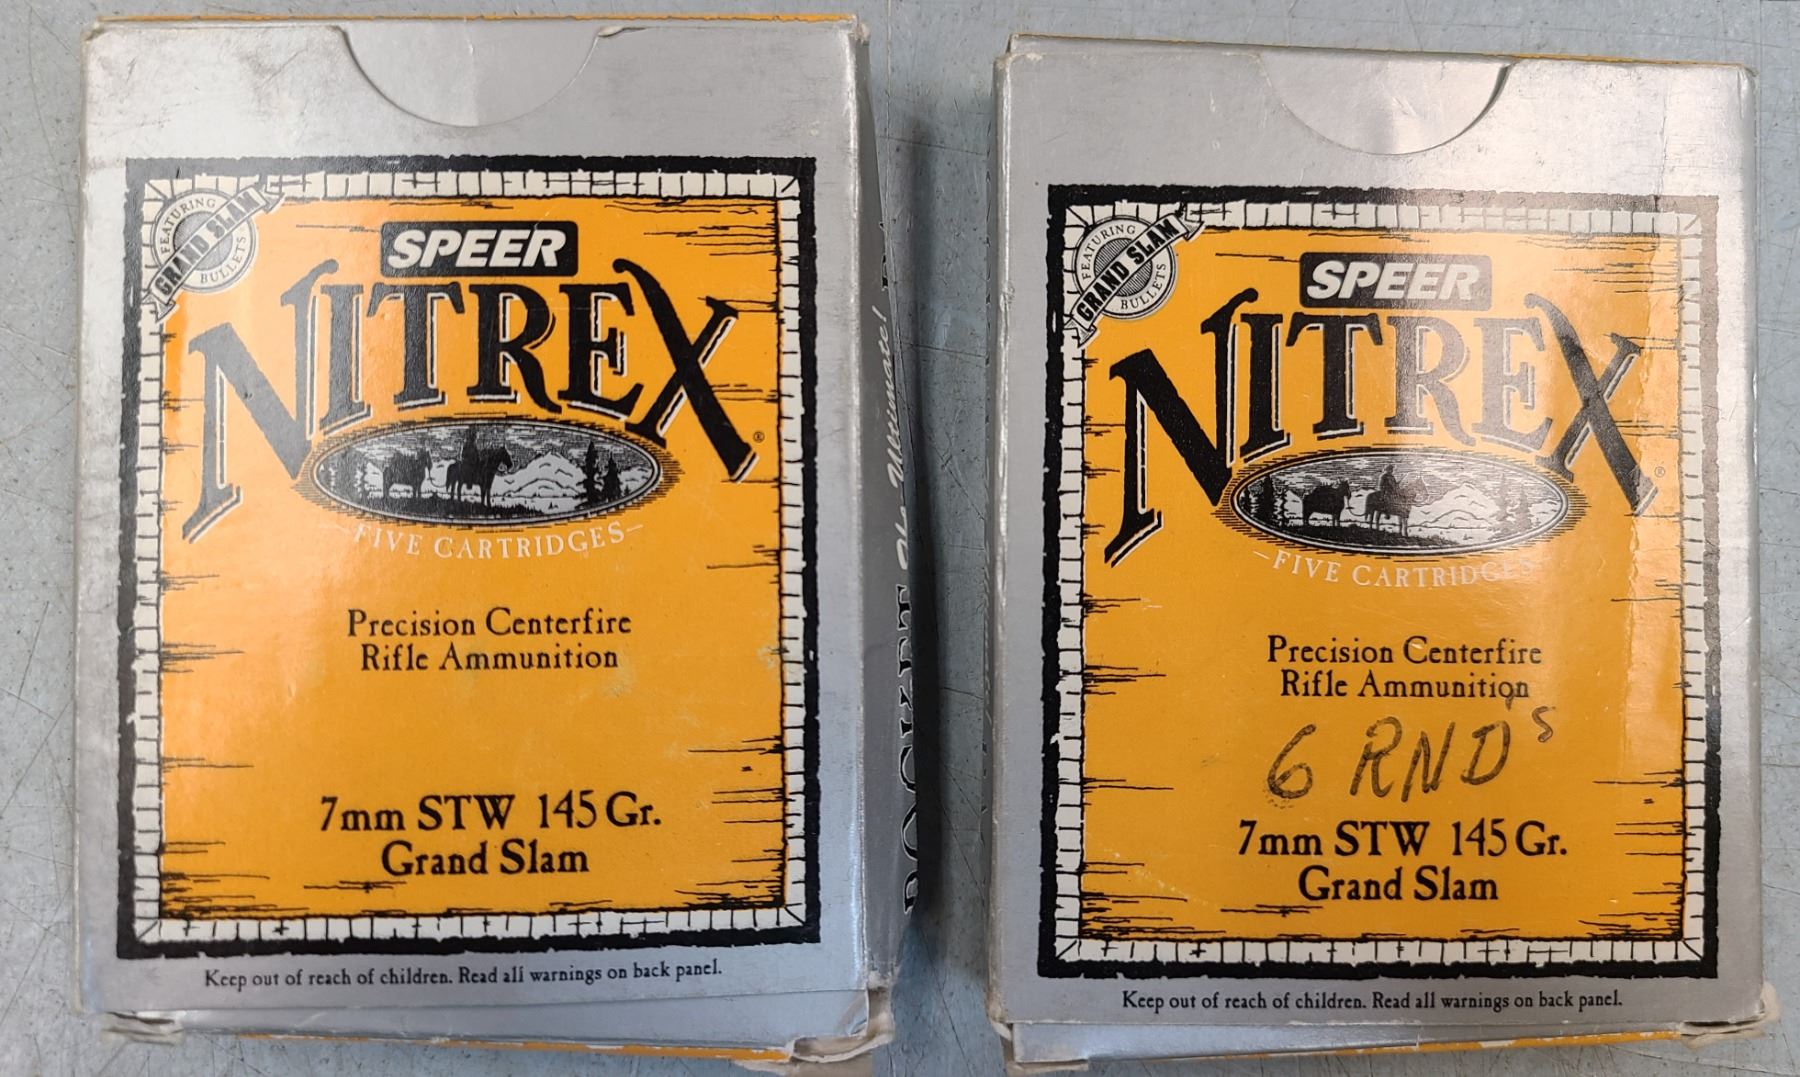 FEATURING
GRAND SLAM
BULLETS
SPEER
NITREX®
–FIVE CARTRIDGES–
Precision Centerfire
Rifle Ammunition
7mm STW 145 Gr.
Grand Slam
Keep out of reach of children. Read all warnings on back panel.
FEATURING
GRAND SLAM
BULLETS
SPEER
NITREX®
–FIVE CARTRIDGES
Precision Centerfire
Rifle Ammunition
6 RND's
7mm STW 145 Gr.
Grand Slam
Keep out of reach of children. Read all warnings on back panel.